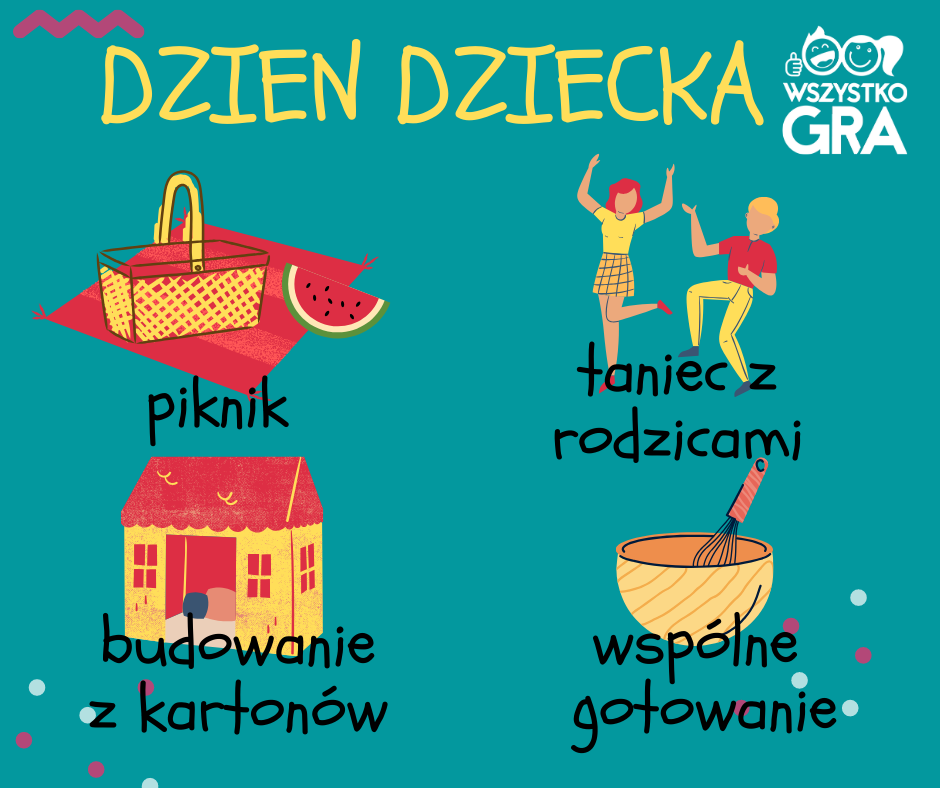 DZIEN DZIECKA
WSZYSTKO
GRA
piknik
taniec z
rodzicami
budowanie
z kartonów
wspólne
gotowanie